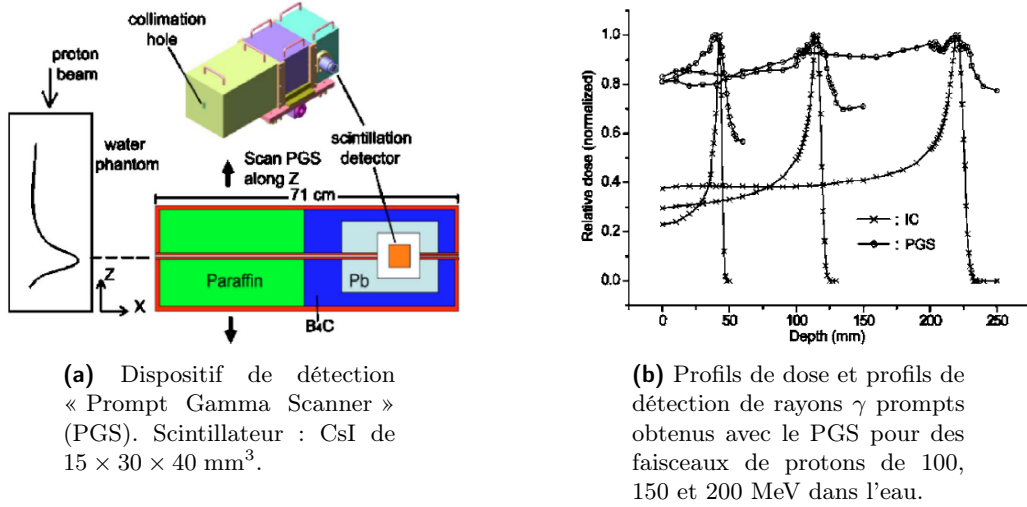 collimation
hole
proton
beam
water
phantom
scintillation
detector
Scan PGS
along Z
71 cm
Paraffin
Pb
B₄C
Z
X
(a) Dispositif de détection
« Prompt Gamma Scanner »
(PGS). Scintillateur : CsI de
15 × 30 × 40 mm³.
Relative dose (normalized)
1.0
0.8
0.6
0.4
0.2
0.0
: IC
: PGS
0 50 100 150 200 250
Depth (mm)
(b) Profils de dose et profils de
détection de rayons γ prompts
obtenus avec le PGS pour des
faisceaux de protons de 100,
150 et 200 MeV dans l'eau.